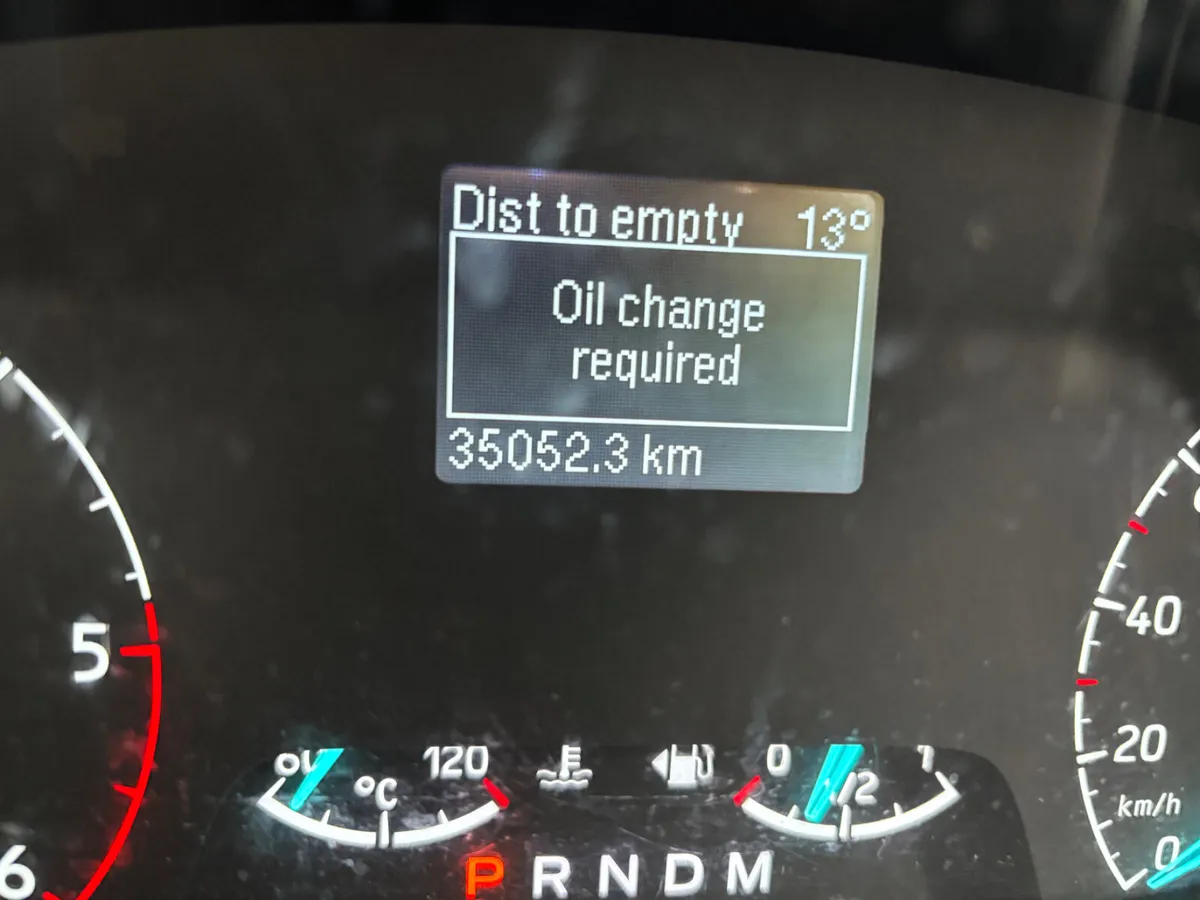 Dist to empty 13°
Oil change
required
35052.3 km
5
6
120
°C
0
1/2
1
40
20
km/h
0
P R N D M